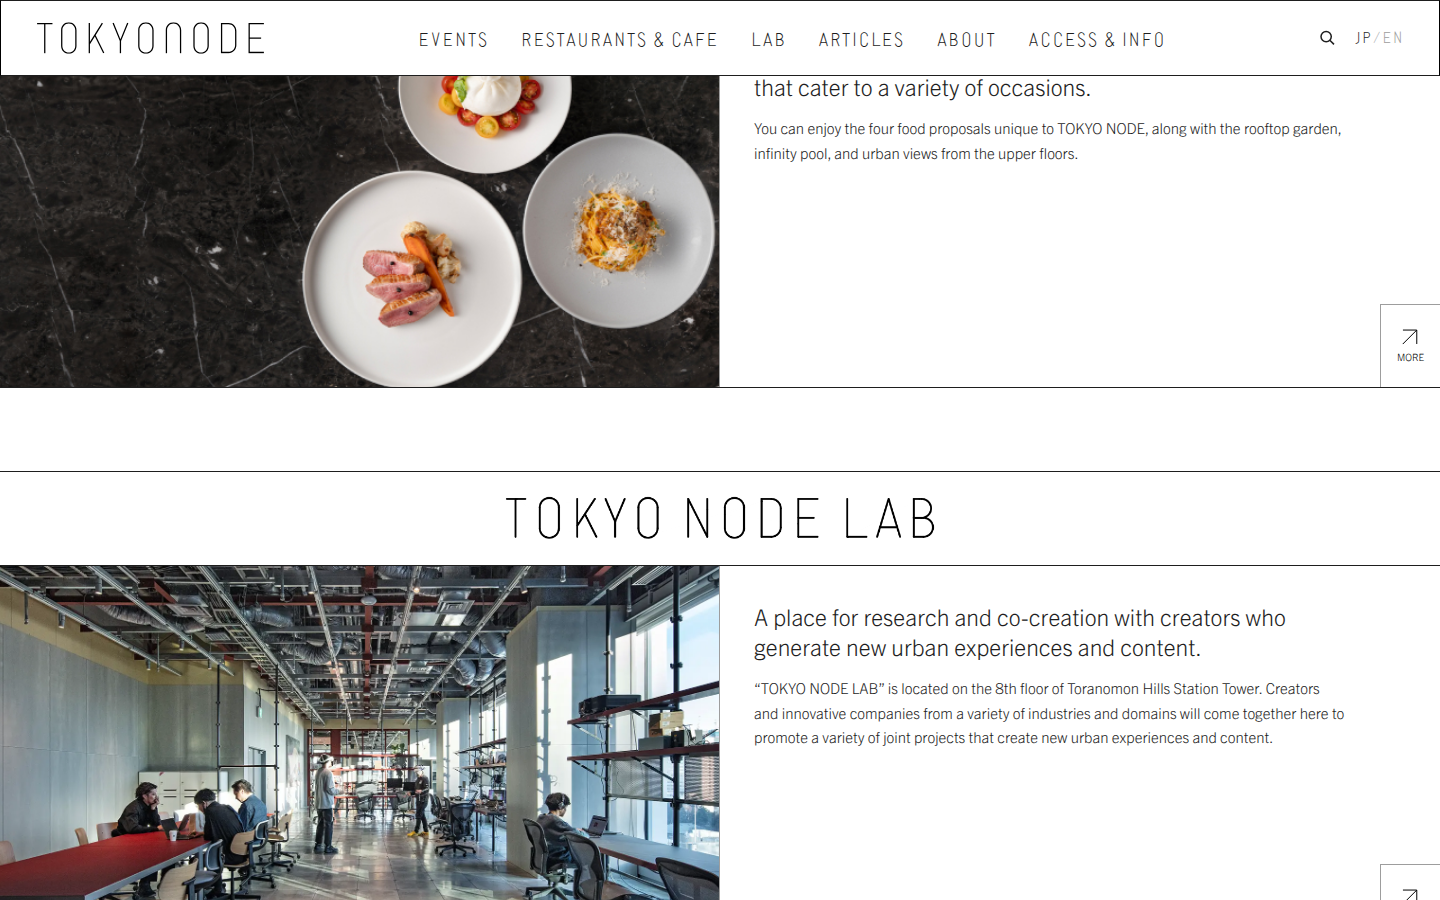 TOKYONODE
EVENTS
RESTAURANTS & CAFE
LAB
ARTICLES
ABOUT
ACCESS & INFO
JP/EN
that cater to a variety of occasions.
You can enjoy the four food proposals unique to TOKYO NODE, along with the rooftop garden,
infinity pool, and urban views from the upper floors.
MORE
TOKYO NODE LAB
A place for research and co-creation with creators who
generate new urban experiences and content.
“TOKYO NODE LAB” is located on the 8th floor of Toranomon Hills Station Tower. Creators
and innovative companies from a variety of industries and domains will come together here to
promote a variety of joint projects that create new urban experiences and content.